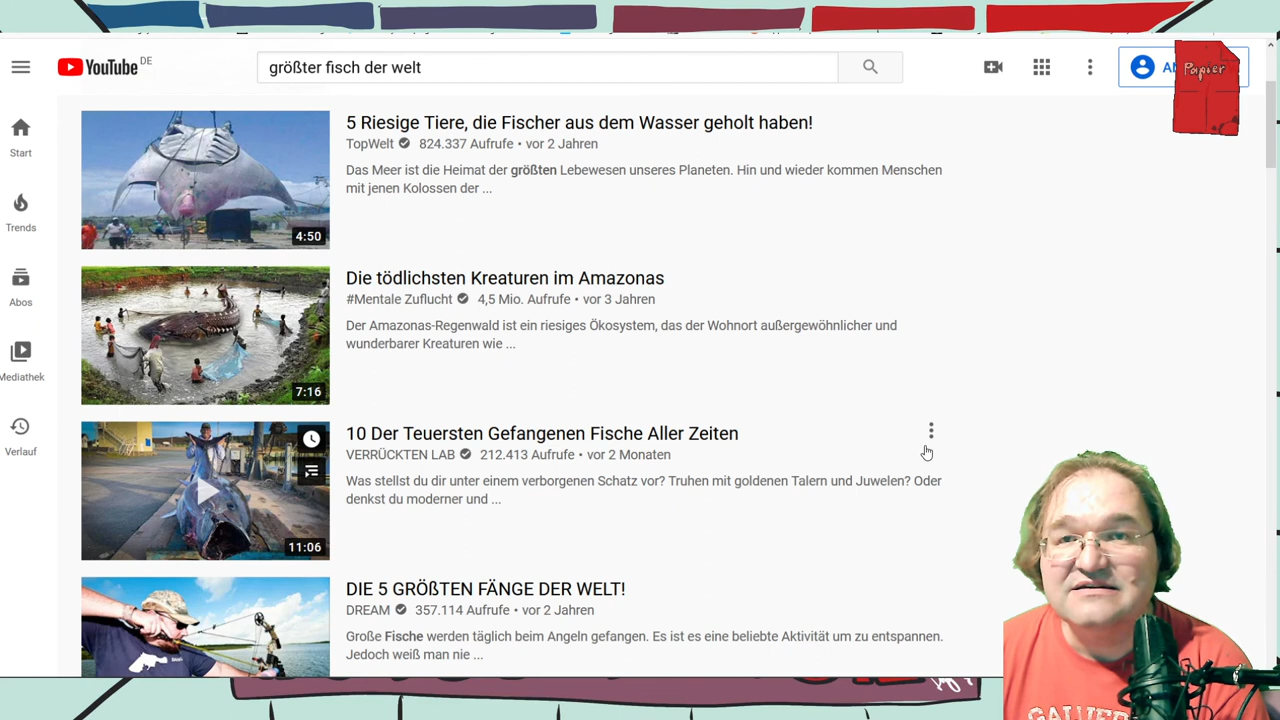 YouTube DE
größter fisch der welt
Papier
Start
Trends
Abos
Mediathek
Verlauf
5 Riesige Tiere, die Fischer aus dem Wasser geholt haben!
TopWelt 824.337 Aufrufe • vor 2 Jahren
Das Meer ist die Heimat der größten Lebewesen unseres Planeten. Hin und wieder kommen Menschen
mit jenen Kolossen der ...
4:50
Die tödlichsten Kreaturen im Amazonas
#Mentale Zuflucht 4,5 Mio. Aufrufe • vor 3 Jahren
Der Amazonas-Regenwald ist ein riesiges Ökosystem, das der Wohnort außergewöhnlicher und
wunderbarer Kreaturen wie ...
7:16
10 Der Teuersten Gefangenen Fische Aller Zeiten
VERRÜCKTEN LAB 212.413 Aufrufe • vor 2 Monaten
Was stellst du dir unter einem verborgenen Schatz vor? Truhen mit goldenen Talern und Juwelen? Oder
denkst du moderner und ...
11:06
DIE 5 GRÖßTEN FÄNGE DER WELT!
DREAM 357.114 Aufrufe • vor 2 Jahren
Große Fische werden täglich beim Angeln gefangen. Es ist es eine beliebte Aktivität um zu entspannen.
Jedoch weiß man nie ...